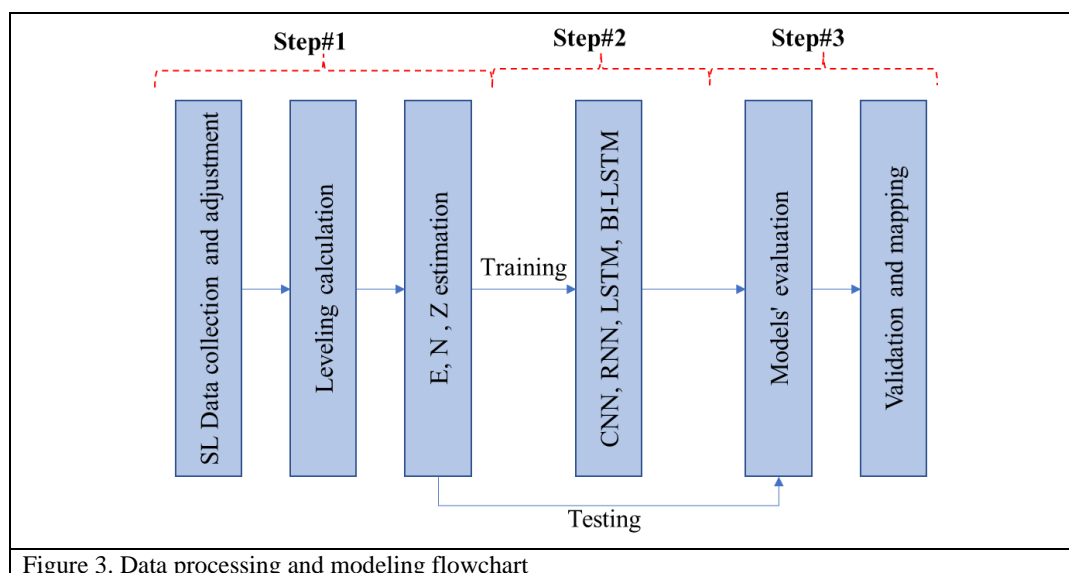 Step#1
Step#2
Step#3
SL Data collection and adjustment
Leveling calculation
E, N , Z estimation
Training
CNN, RNN, LSTM, BI-LSTM
Models' evaluation
Validation and mapping
Testing
Figure 3. Data processing and modeling flowchart